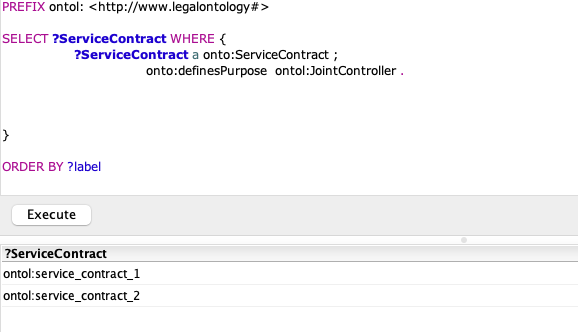 PREFIX ontol: <http://www.legalontology#>
SELECT ?ServiceContract WHERE {
?ServiceContract a onto:ServiceContract ;
onto:definesPurpose ontol:JointController .
}
ORDER BY ?label
Execute
?ServiceContract
ontol:service_contract_1
ontol:service_contract_2